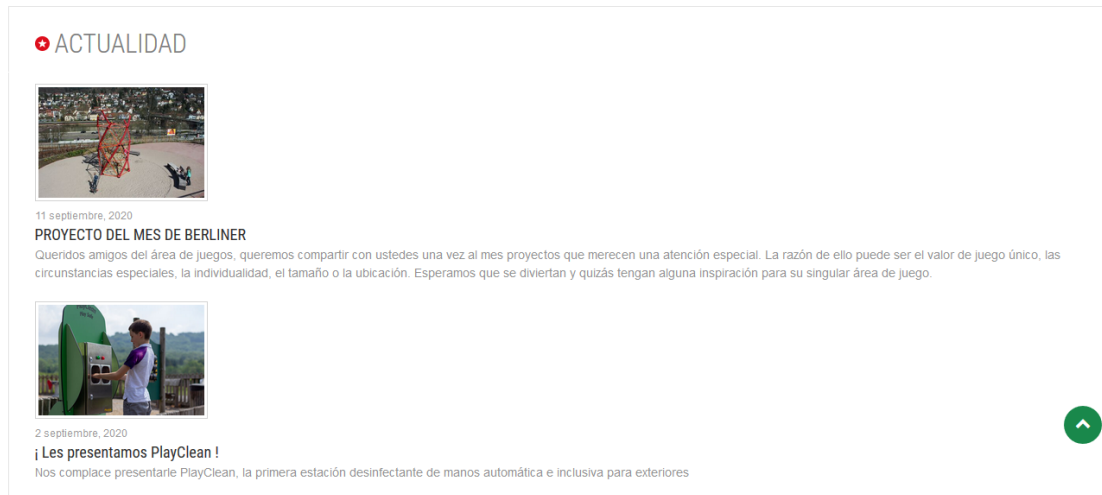 ACTUALIDAD
11 septiembre, 2020
PROYECTO DEL MES DE BERLINER
Queridos amigos del área de juegos, queremos compartir con ustedes una vez al mes proyectos que merecen una atención especial. La razón de ello puede ser el valor de juego único, las
circunstancias especiales, la individualidad, el tamaño o la ubicación. Esperamos que se diviertan y quizás tengan alguna inspiración para su singular área de juego.
2 septiembre, 2020
¡ Les presentamos PlayClean !
Nos complace presentarle PlayClean, la primera estación desinfectante de manos automática e inclusiva para exteriores